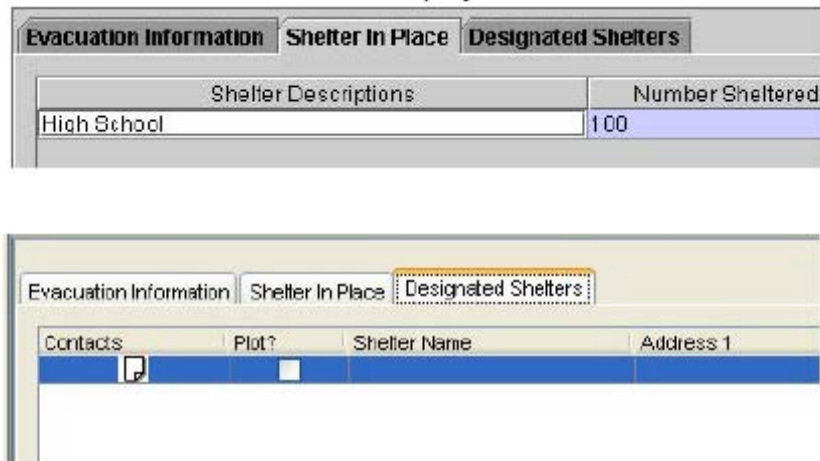 Evacuation Information Shelter In Place Designated Shelters
Shelter Descriptions Number Sheltered
High School 100
Evacuation Information Shelter In Place Designated Shelters
Contacts Plot? Shelter Name Address 1